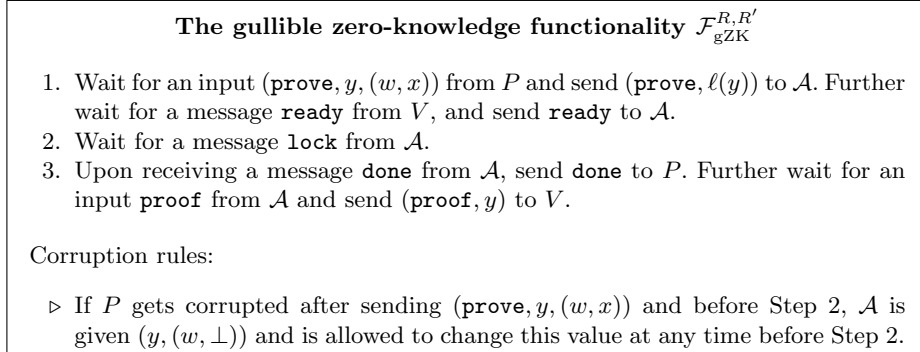 The gullible zero-knowledge functionality $\mathcal{F}_{\mathrm{gZK}}^{R,R'}$
1. Wait for an input (prove, y, (w, x)) from P and send (prove, ℓ(y)) to 𝒜. Further
wait for a message ready from V, and send ready to 𝒜.
2. Wait for a message lock from 𝒜.
3. Upon receiving a message done from 𝒜, send done to P. Further wait for an
input proof from 𝒜 and send (proof, y) to V.
Corruption rules:
▷ If P gets corrupted after sending (prove, y, (w, x)) and before Step 2, 𝒜 is
given (y, (w, ⊥)) and is allowed to change this value at any time before Step 2.